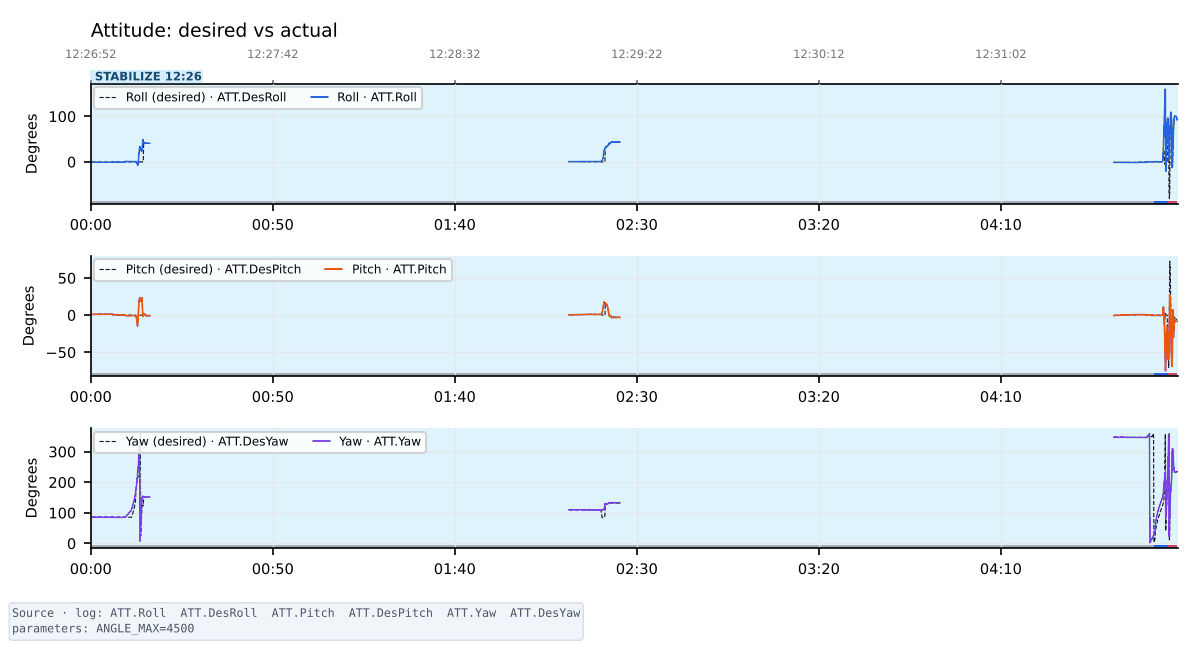 Attitude: desired vs actual
12:26:52 12:27:42 12:28:32 12:29:22 12:30:12 12:31:02
STABILIZE 12:26
Roll (desired) · ATT.DesRoll Roll · ATT.Roll
Degrees
100
0
00:00 00:50 01:40 02:30 03:20 04:10
Pitch (desired) · ATT.DesPitch Pitch · ATT.Pitch
Degrees
50
0
−50
00:00 00:50 01:40 02:30 03:20 04:10
Yaw (desired) · ATT.DesYaw Yaw · ATT.Yaw
Degrees
300
200
100
0
00:00 00:50 01:40 02:30 03:20 04:10
Source · log: ATT.Roll ATT.DesRoll ATT.Pitch ATT.DesPitch ATT.Yaw ATT.DesYaw
parameters: ANGLE_MAX=4500